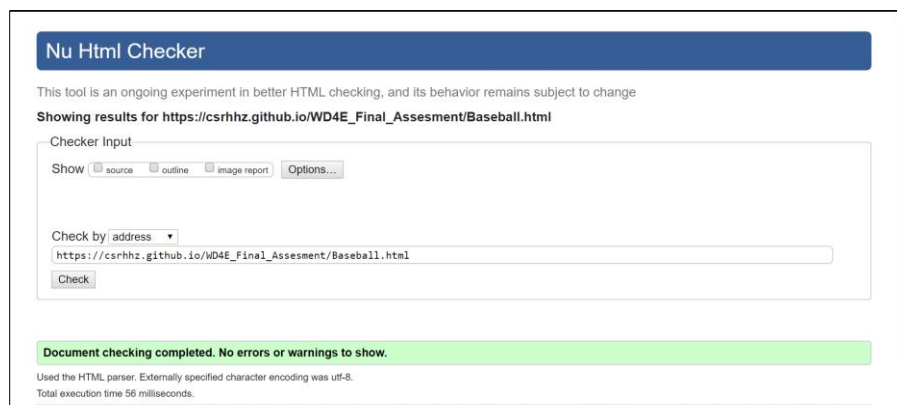 Nu Html Checker
This tool is an ongoing experiment in better HTML checking, and its behavior remains subject to change
Showing results for https://csrhhz.github.io/WD4E_Final_Assesment/Baseball.html
Checker Input
Show source outline image report Options...
Check by address
https://csrhhz.github.io/WD4E_Final_Assesment/Baseball.html
Check
Document checking completed. No errors or warnings to show.
Used the HTML parser. Externally specified character encoding was utf-8.
Total execution time 56 milliseconds.